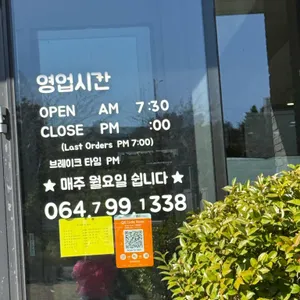 영업시간
OPEN AM 7:30
CLOSE PM :00
(Last Orders PM 7:00)
브레이크 타임 PM
★ 매주 월요일 쉽니다 ★
064.799.1338